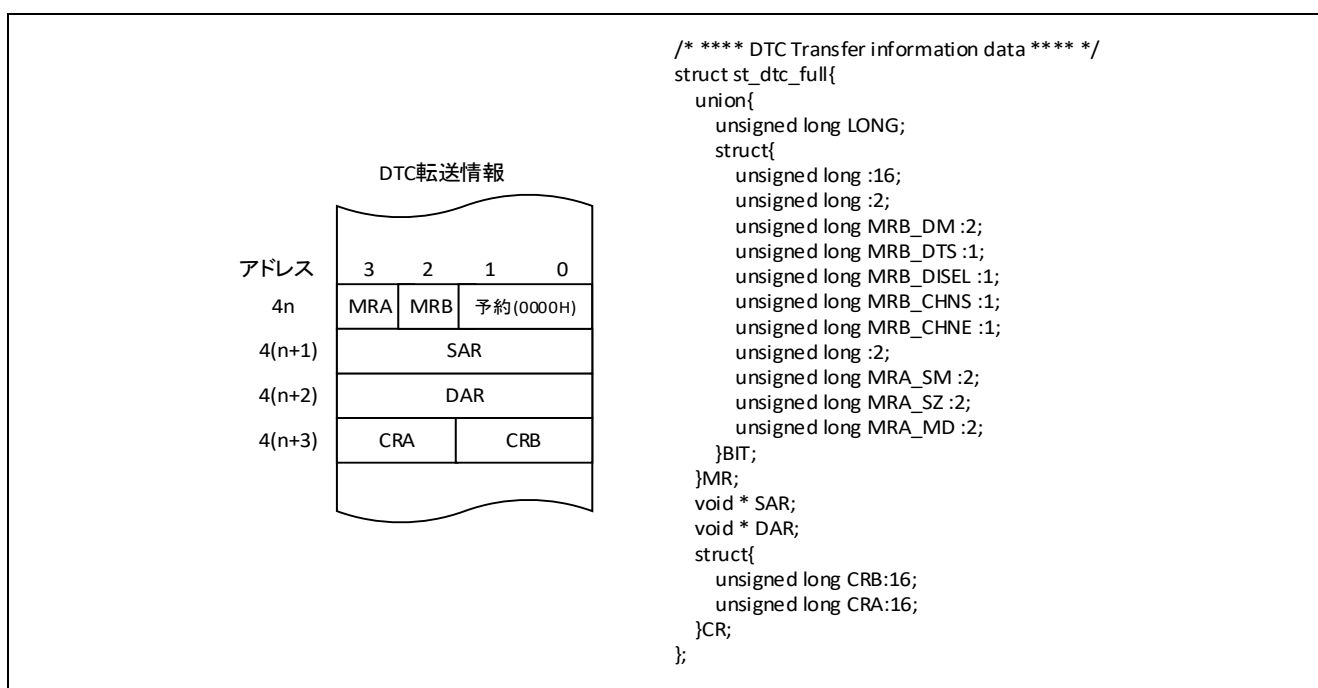 DTC転送情報
アドレス 3 2 1 0
4n MRA MRB 予約(0000H)
4(n+1) SAR
4(n+2) DAR
4(n+3) CRA CRB
/* **** DTC Transfer information data **** */
struct st_dtc_full{
union{
unsigned long LONG;
struct{
unsigned long :16;
unsigned long :2;
unsigned long MRB_DM :2;
unsigned long MRB_DTS :1;
unsigned long MRB_DISEL :1;
unsigned long MRB_CHNS :1;
unsigned long MRB_CHNE :1;
unsigned long :2;
unsigned long MRA_SM :2;
unsigned long MRA_SZ :2;
unsigned long MRA_MD :2;
}BIT;
}MR;
void * SAR;
void * DAR;
struct{
unsigned long CRB:16;
unsigned long CRA:16;
}CR;
};